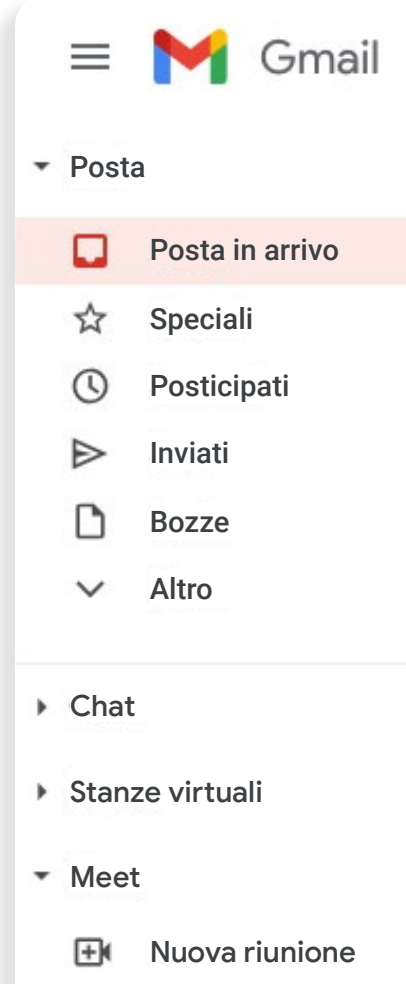 Gmail
Posta
Posta in arrivo
Speciali
Posticipati
Inviati
Bozze
Altro
Chat
Stanze virtuali
Meet
Nuova riunione